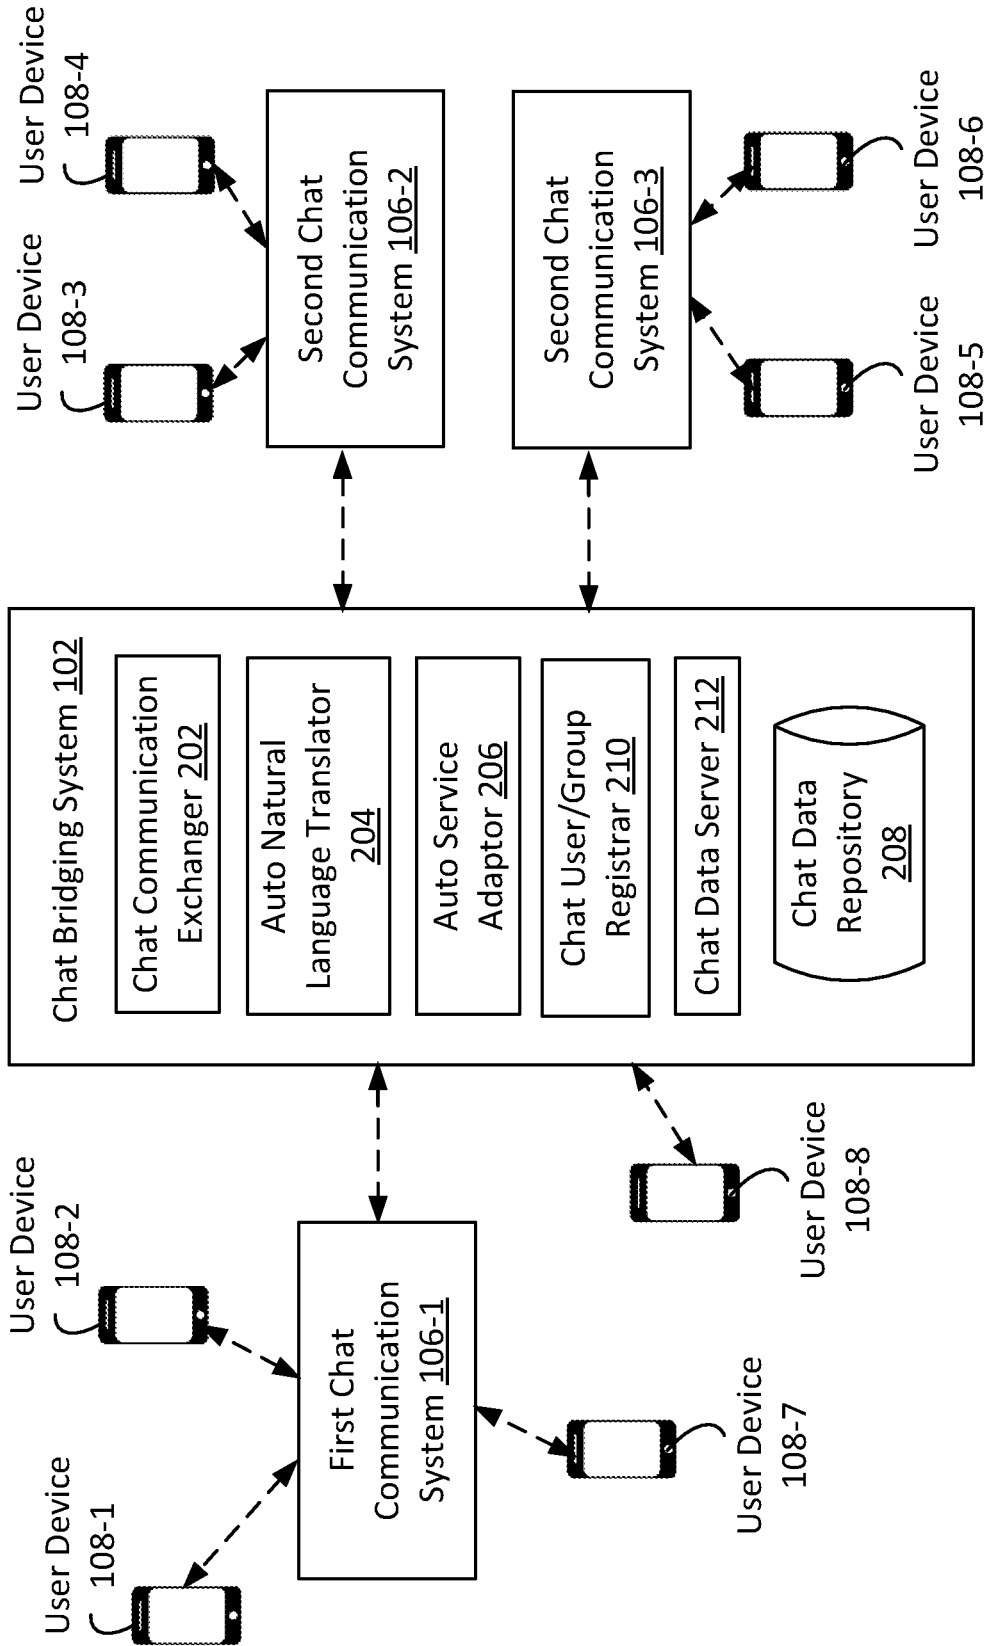 User Device
108-1
User Device
108-2
First Chat
Communication
System 106-1
User Device
108-7
User Device
108-8
Chat Bridging System 102
Chat Communication
Exchanger 202
Auto Natural
Language Translator
204
Auto Service
Adaptor 206
Chat User/Group
Registrar 210
Chat Data Server 212
Chat Data
Repository
208
User Device
108-3
User Device
108-4
Second Chat
Communication
System 106-2
Second Chat
Communication
System 106-3
User Device
108-5
User Device
108-6